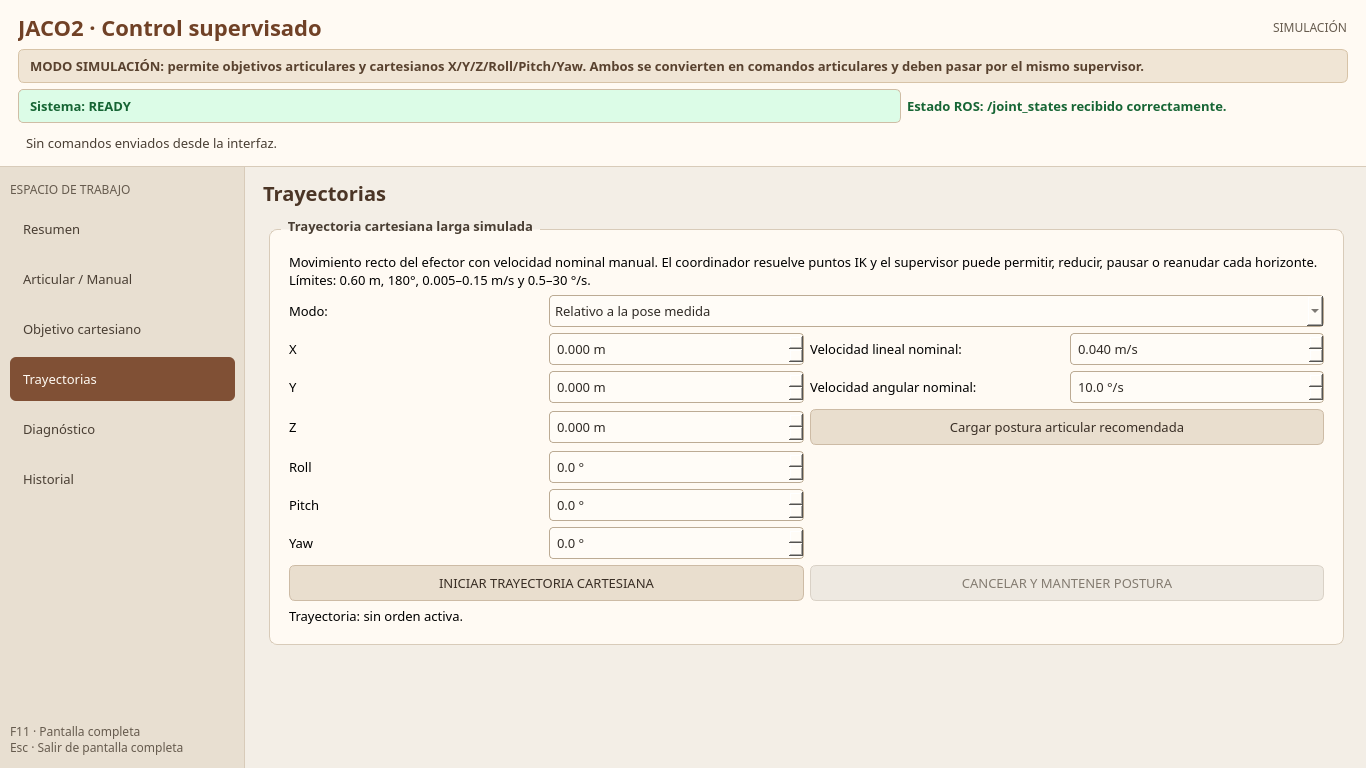 JACO2 · Control supervisado
SIMULACIÓN
MODO SIMULACIÓN: permite objetivos articulares y cartesianos X/Y/Z/Roll/Pitch/Yaw. Ambos se convierten en comandos articulares y deben pasar por el mismo supervisor.
Sistema: READY
Estado ROS: /joint_states recibido correctamente.
Sin comandos enviados desde la interfaz.
ESPACIO DE TRABAJO
Resumen
Articular / Manual
Objetivo cartesiano
Trayectorias
Diagnóstico
Historial
F11 · Pantalla completa
Esc · Salir de pantalla completa
Trayectorias
Trayectoria cartesiana larga simulada
Movimiento recto del efector con velocidad nominal manual. El coordinador resuelve puntos IK y el supervisor puede permitir, reducir, pausar o reanudar cada horizonte.
Límites: 0.60 m, 180°, 0.005–0.15 m/s y 0.5–30 °/s.
Modo:
Relativo a la pose medida
X
0.000 m
Velocidad lineal nominal:
0.040 m/s
Y
0.000 m
Velocidad angular nominal:
10.0 °/s
Z
0.000 m
Cargar postura articular recomendada
Roll
0.0 °
Pitch
0.0 °
Yaw
0.0 °
INICIAR TRAYECTORIA CARTESIANA
CANCELAR Y MANTENER POSTURA
Trayectoria: sin orden activa.